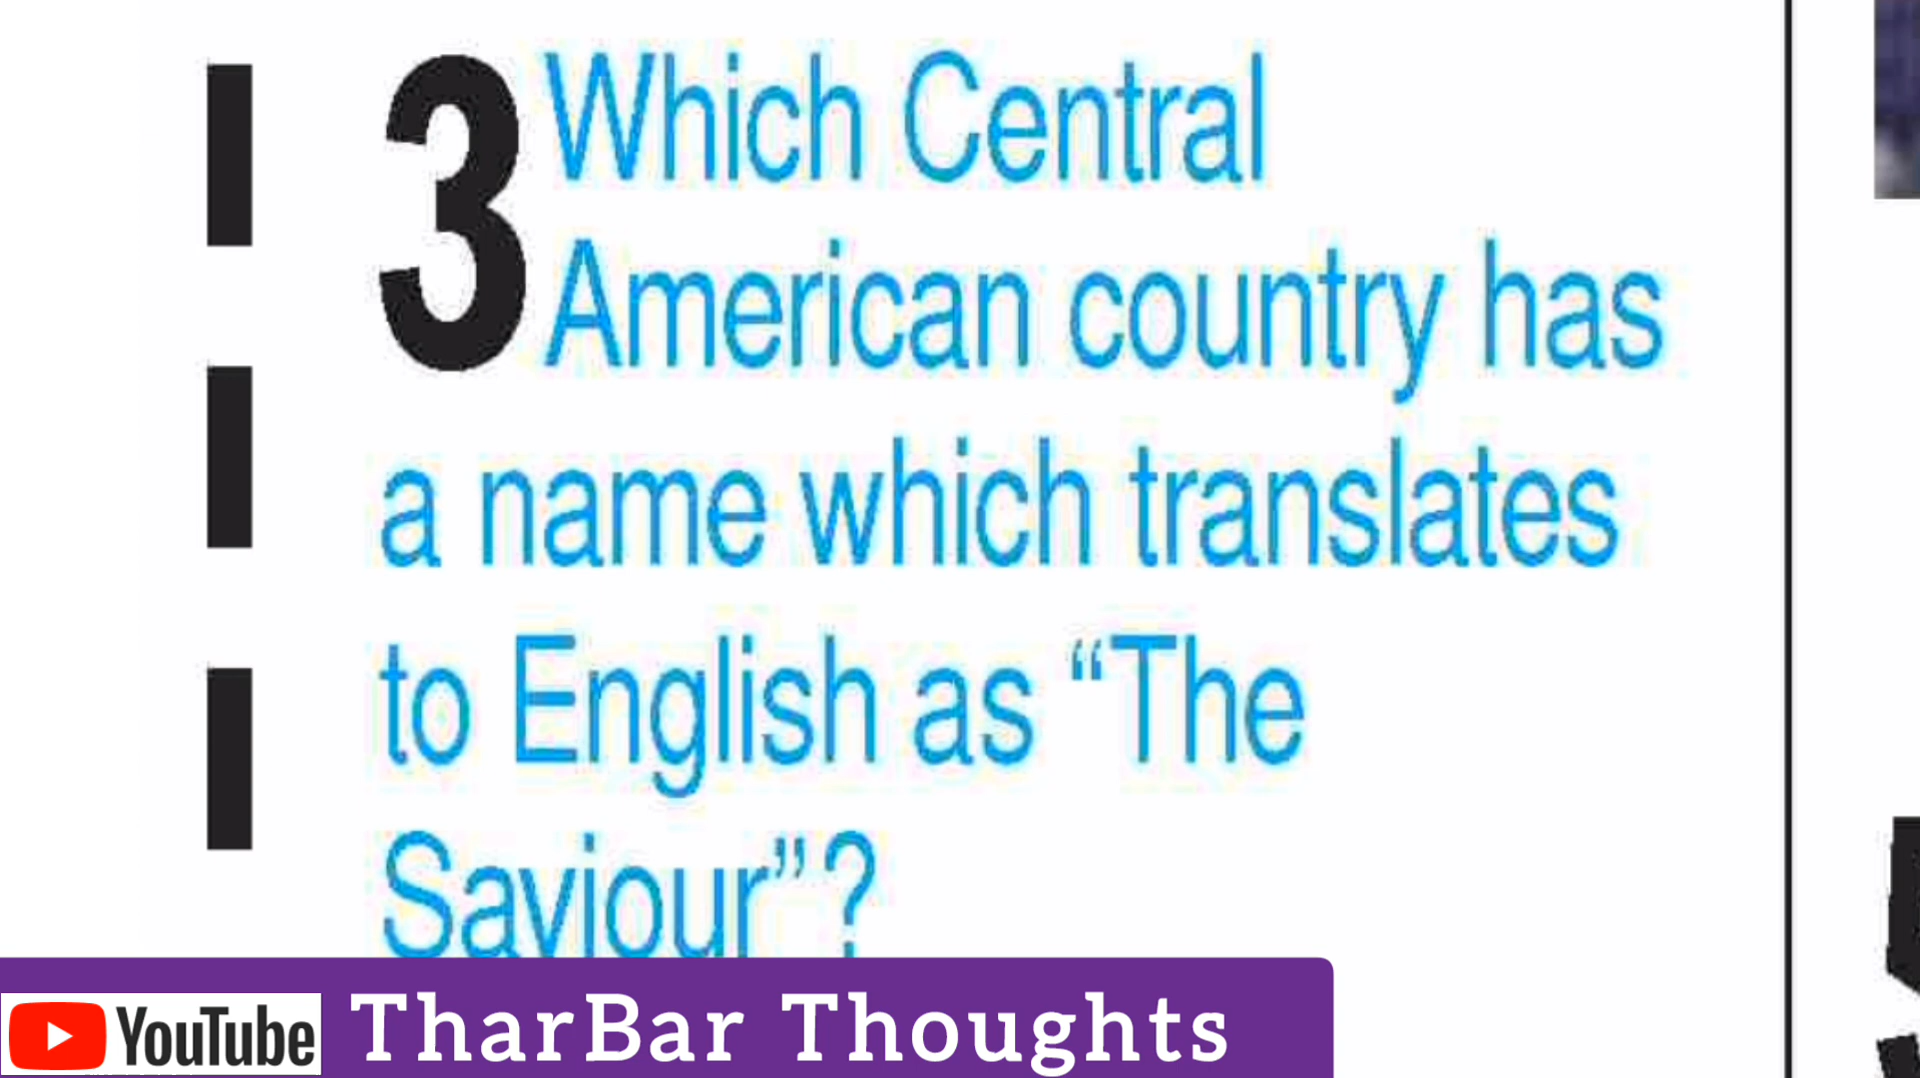 3 Which Central
American country has
a name which translates
to English as “The
Saviour”?
YouTube TharBar Thoughts